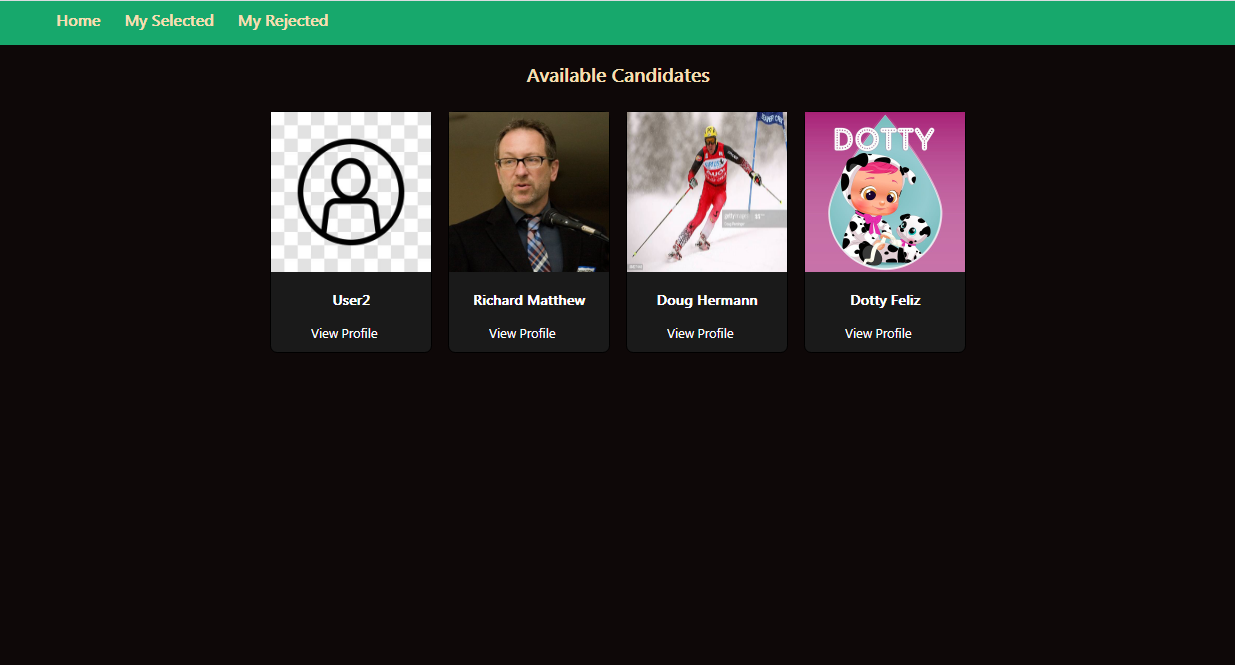 Home My Selected My Rejected
Available Candidates
DOTTY
User2 Richard Matthew Doug Hermann Dotty Feliz
View Profile View Profile View Profile View Profile